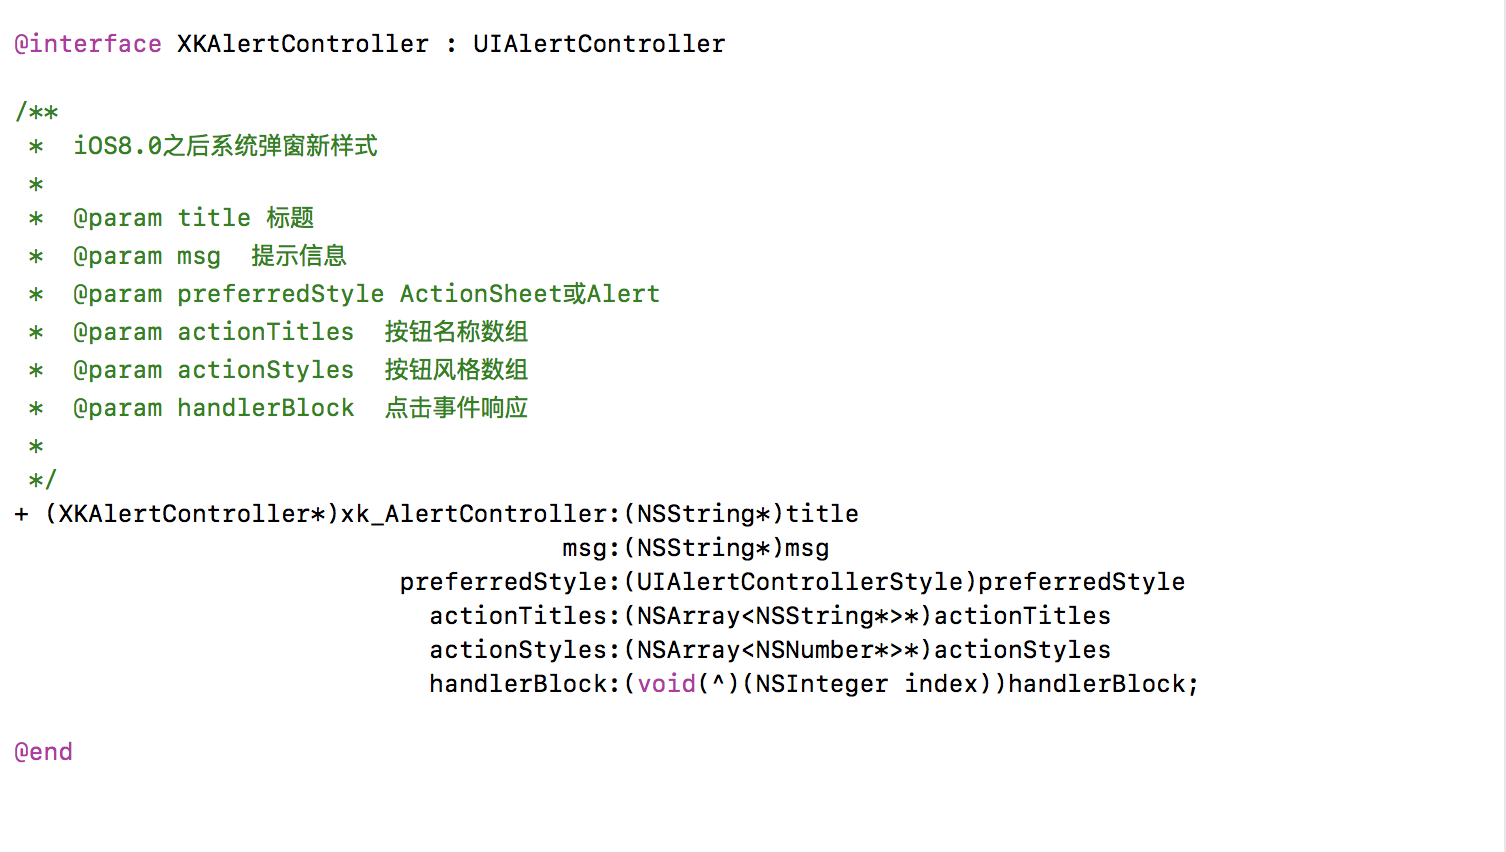 @interface XKAlertController : UIAlertController
/**
 *  iOS8.0之后系统弹窗新样式
 *
 *  @param title 标题
 *  @param msg  提示信息
 *  @param preferredStyle ActionSheet或Alert
 *  @param actionTitles  按钮名称数组
 *  @param actionStyles  按钮风格数组
 *  @param handlerBlock  点击事件响应
 *
 */
+ (XKAlertController*)xk_AlertController:(NSString*)title
                                     msg:(NSString*)msg
                          preferredStyle:(UIAlertControllerStyle)preferredStyle
                            actionTitles:(NSArray<NSString*>*)actionTitles
                            actionStyles:(NSArray<NSNumber*>*)actionStyles
                            handlerBlock:(void(^)(NSInteger index))handlerBlock;
@end